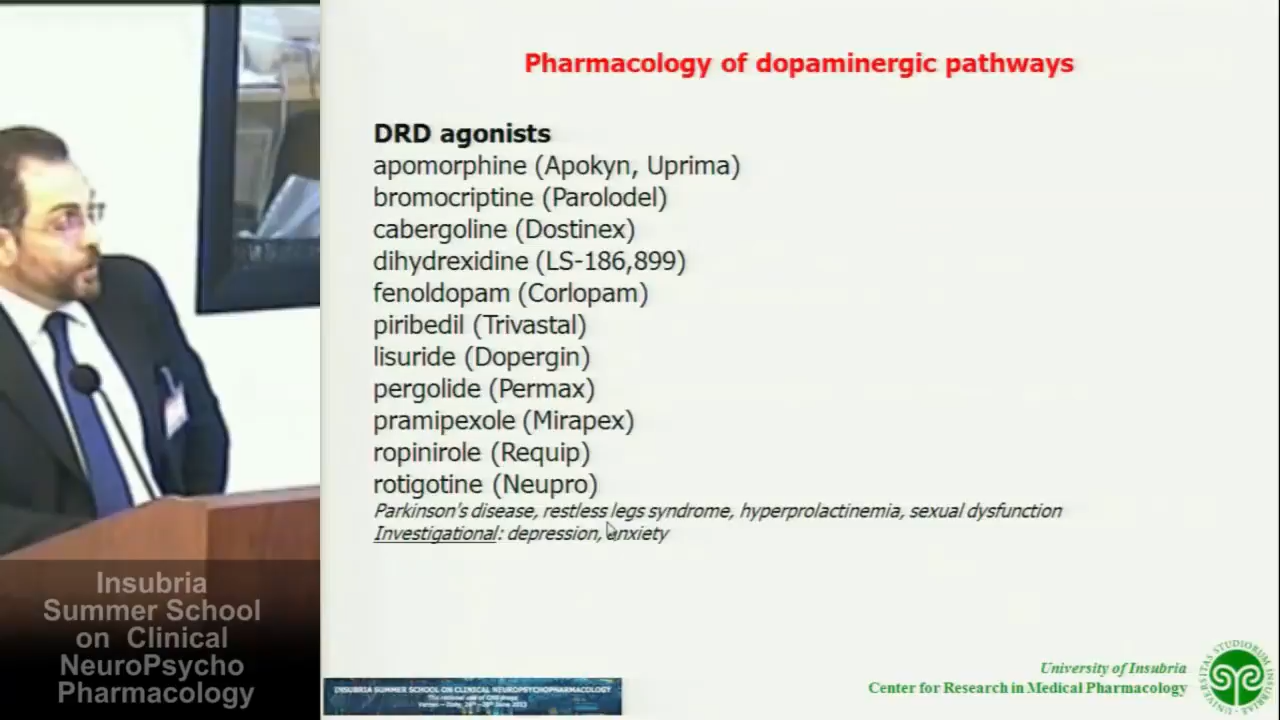 Pharmacology of dopaminergic pathways
DRD agonists
apomorphine (Apokyn, Uprima)
bromocriptine (Parolodel)
cabergoline (Dostinex)
dihydrexidine (LS-186,899)
fenoldopam (Corlopam)
piribedil (Trivastal)
lisuride (Dopergin)
pergolide (Permax)
pramipexole (Mirapex)
ropinirole (Requip)
rotigotine (Neupro)
Parkinson's disease, restless legs syndrome, hyperprolactinemia, sexual dysfunction
Investigational: depression, anxiety
Insubria
Summer School
on Clinical
NeuroPsycho
Pharmacology
INSUBRIA SUMMER SCHOOL ON CLINICAL NEUROPSYCHOPHARMACOLOGY
University of Insubria
Center for Research in Medical Pharmacology